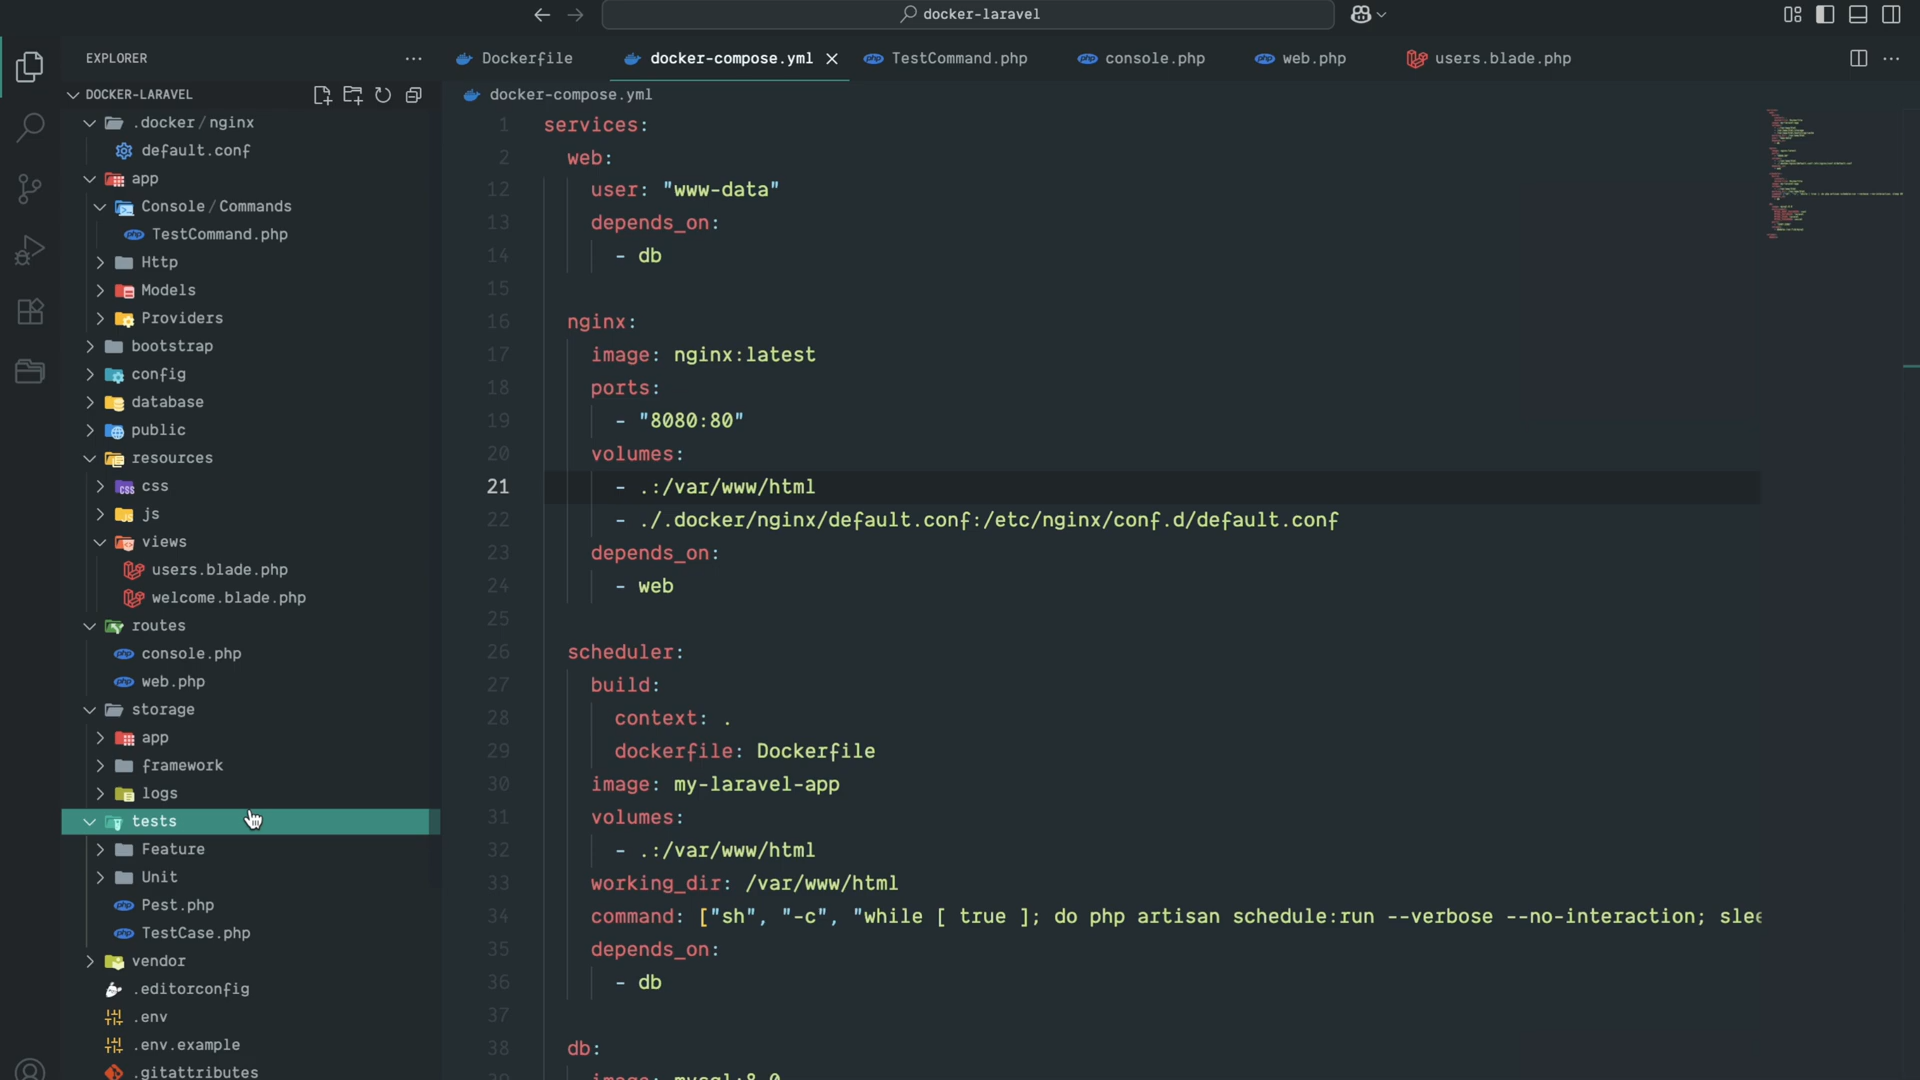 docker-laravel
EXPLORER
DOCKER-LARAVEL
.docker / nginx
default.conf
app
Console / Commands
TestCommand.php
Http
Models
Providers
bootstrap
config
database
public
resources
css
js
views
users.blade.php
welcome.blade.php
routes
console.php
web.php
storage
app
framework
logs
tests
Feature
Unit
Pest.php
TestCase.php
vendor
.editorconfig
.env
.env.example
.gitattributes
Dockerfile
docker-compose.yml
TestCommand.php
console.php
web.php
users.blade.php
docker-compose.yml
1 services:
2 web:
12 user: "www-data"
13 depends_on:
14 - db
15
16 nginx:
17 image: nginx:latest
18 ports:
19 - "8080:80"
20 volumes:
21 - .:/var/www/html
22 - ./.docker/nginx/default.conf:/etc/nginx/conf.d/default.conf
23 depends_on:
24 - web
25
26 scheduler:
27 build:
28 context: .
29 dockerfile: Dockerfile
30 image: my-laravel-app
31 volumes:
32 - .:/var/www/html
33 working_dir: /var/www/html
34 command: ["sh", "-c", "while [ true ]; do php artisan schedule:run --verbose --no-interaction; slee
35 depends_on:
36 - db
37
38 db:
39 image: mysql:8.0